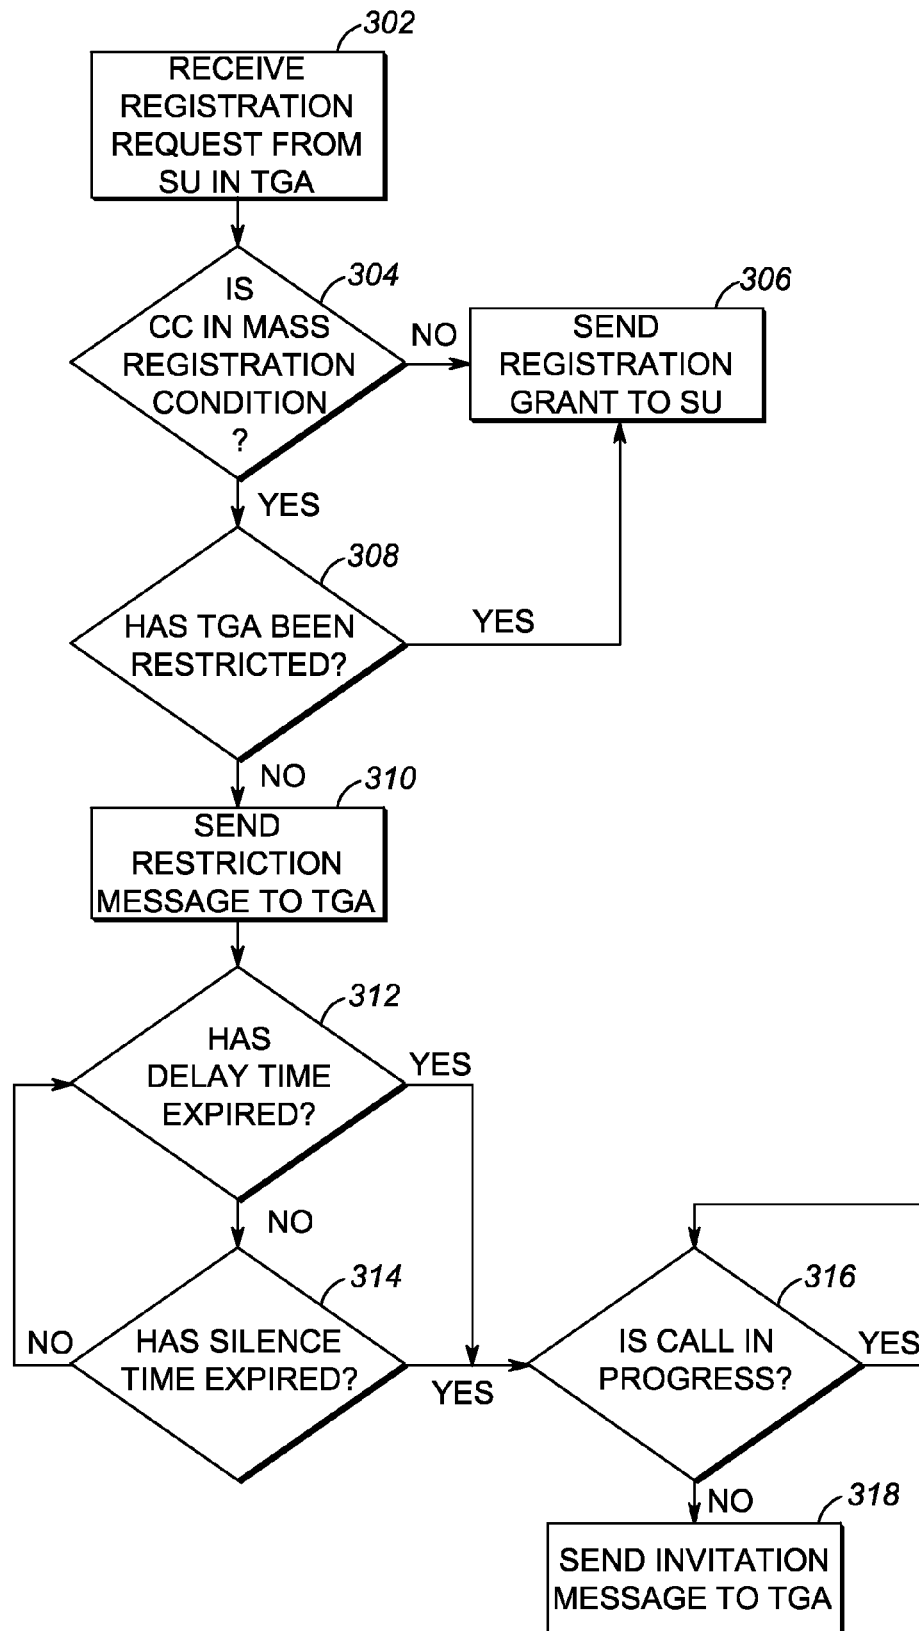 302
RECEIVE
REGISTRATION
REQUEST FROM
SU IN TGA
304
IS
CC IN MASS
REGISTRATION
CONDITION
?
NO
306
SEND
REGISTRATION
GRANT TO SU
YES
308
HAS TGA BEEN
RESTRICTED?
YES
NO
310
SEND
RESTRICTION
MESSAGE TO TGA
312
HAS
DELAY TIME
EXPIRED?
YES
NO
314
HAS SILENCE
TIME EXPIRED?
NO
YES
316
IS CALL IN
PROGRESS?
YES
NO
318
SEND INVITATION
MESSAGE TO TGA